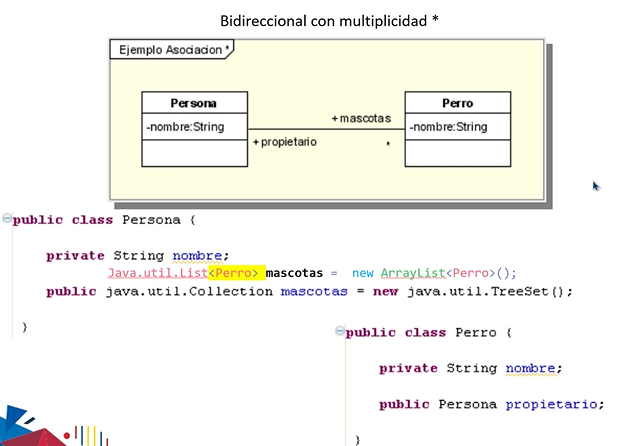 Bidireccional con multiplicidad *
Ejemplo Asociacion *
Persona
-nombre:String
+propietario
+mascotas
*
Perro
-nombre:String
public class Persona {
private String nombre;
Java.util.List<Perro> mascotas = new ArrayList<Perro>();
public java.util.Collection mascotas = new java.util.TreeSet();
}
public class Perro {
private String nombre;
public Persona propietario;
}